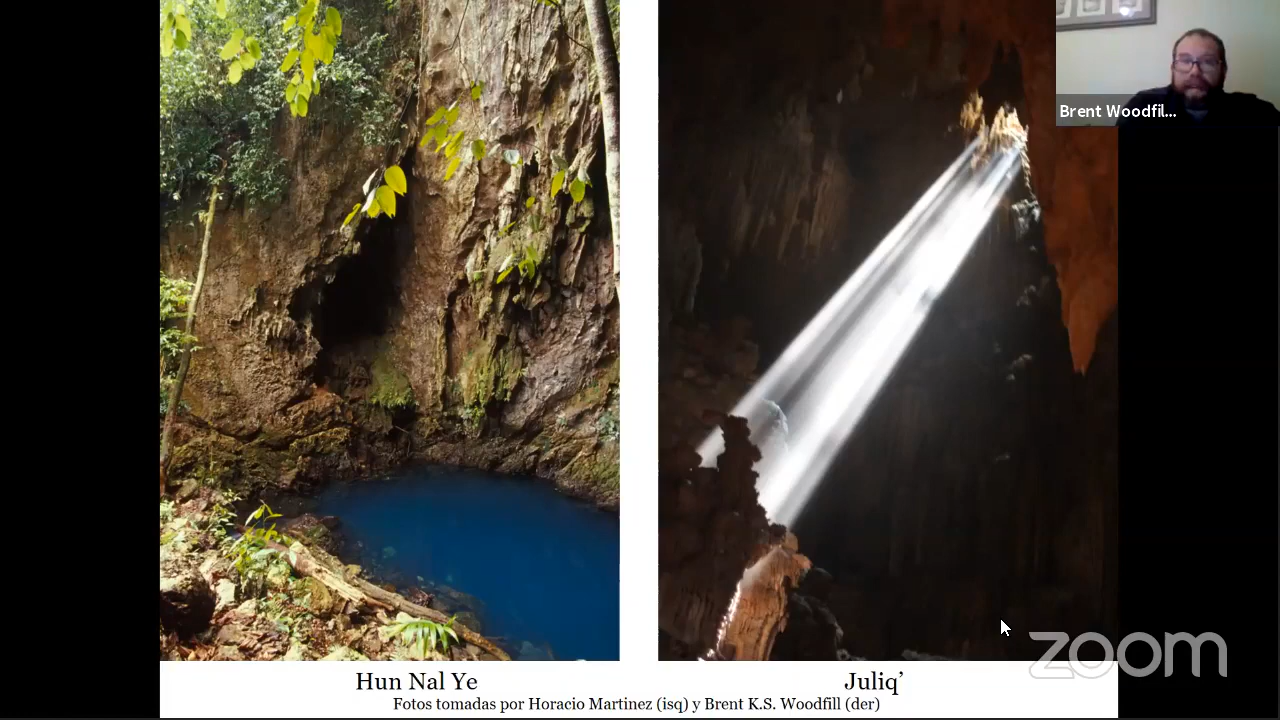 Brent Woodfil...
zoom
Hun Nal Ye
Juliq’
Fotos tomadas por Horacio Martinez (isq) y Brent K.S. Woodfill (der)